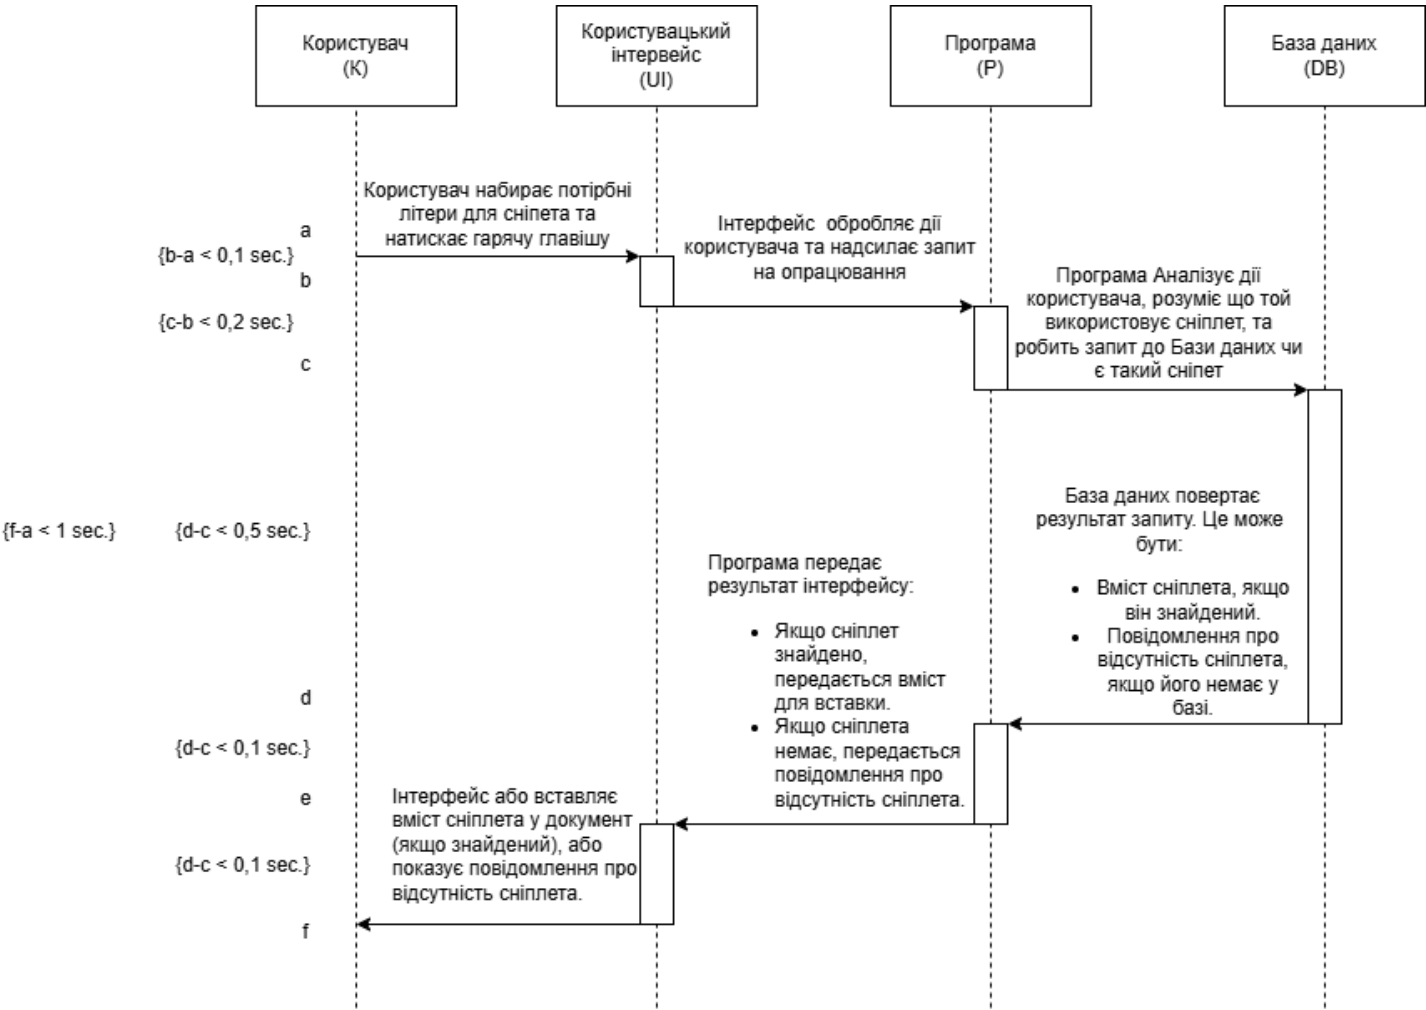 Користувач
(К)
Користувацький
інтервейс
(UI)
Програма
(P)
База даних
(DB)
Користувач набирає потірбні
літери для сніпета та
натискає гарячу главішу
a
{b-a < 0,1 sec.}
b
Інтерфейс обробляє дії
користувача та надсилає запит
на опрацювання
{c-b < 0,2 sec.}
c
Програма Аналізує дії
користувача, розуміє що той
використовує сніплет, та
робить запит до Бази даних чи
є такий сніпет
{f-a < 1 sec.}
{d-c < 0,5 sec.}
База даних повертає
результат запиту. Це може
бути:
• Вміст сніплета, якщо
він знайдений.
• Повідомлення про
відсутність сніплета,
якщо його немає у
базі.
d
Програма передає
результат інтерфейсу:
• Якщо сніплет
знайдено,
передається вміст
для вставки.
• Якщо сніплета
немає, передається
повідомлення про
відсутність сніплета.
{d-c < 0,1 sec.}
e
Інтерфейс або вставляє
вміст сніплета у документ
(якщо знайдений), або
показує повідомлення про
відсутність сніплета.
{d-c < 0,1 sec.}
f